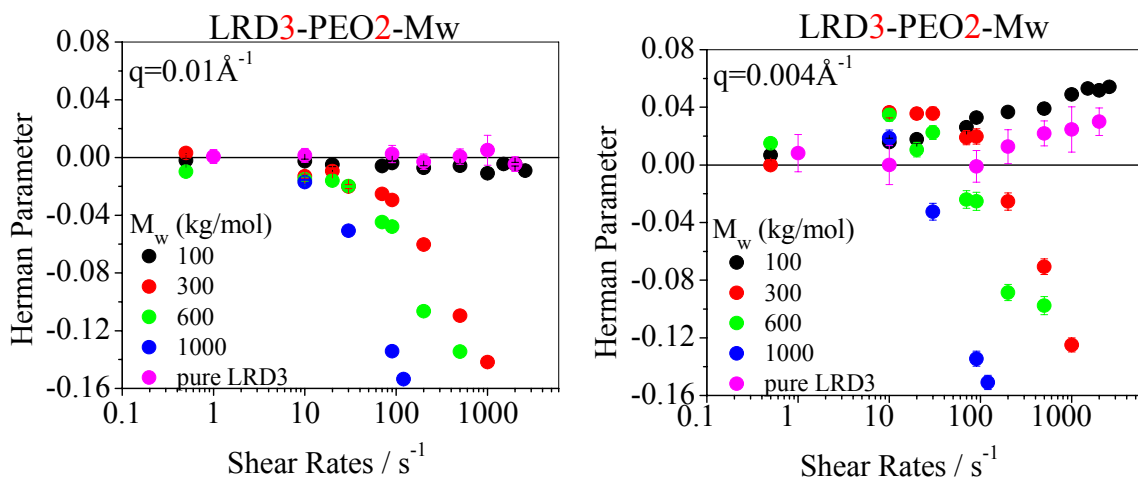 LRD3-PEO2-Mw
q=0.01Å⁻¹
0.08
0.04
0.00
-0.04
-0.08
-0.12
-0.16
Herman Parameter
Mw (kg/mol)
100
300
600
1000
pure LRD3
0.1 1 10 100 1000
Shear Rates / s⁻¹
LRD3-PEO2-Mw
q=0.004Å⁻¹
0.08
0.04
0.00
-0.04
-0.08
-0.12
-0.16
Herman Parameter
Mw (kg/mol)
100
300
600
1000
pure LRD3
0.1 1 10 100 1000
Shear Rates / s⁻¹